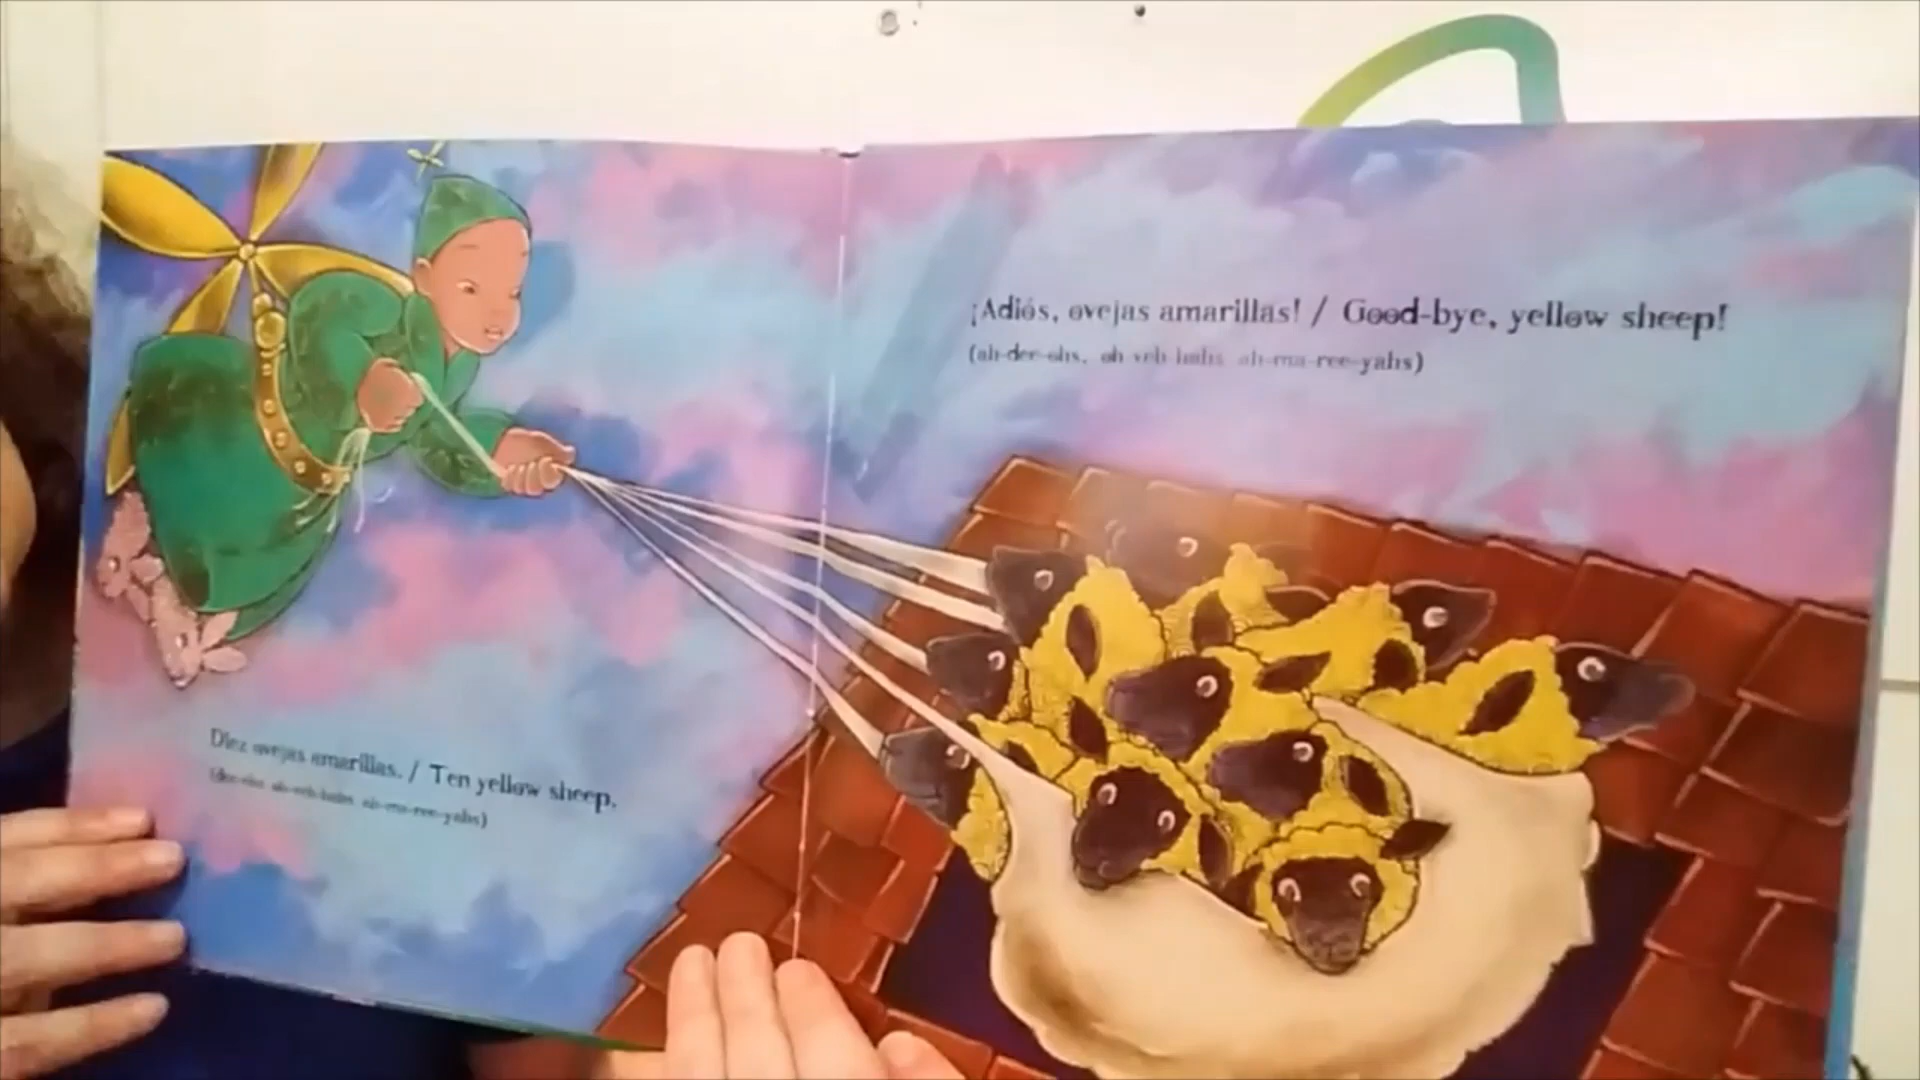 Diez ovejas amarillas. / Ten yellow sheep.
(dee-ehs oh-veh-hahs ah-ma-ree-yahs)
¡Adiós, ovejas amarillas! / Good-bye, yellow sheep!
(ah-dee-ohs, oh-veh-hahs ah-ma-ree-yahs)